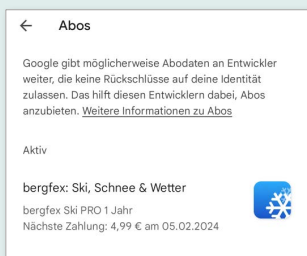 Abos
Google gibt möglicherweise Abodaten an Entwickler
weiter, die keine Rückschlüsse auf deine Identität
zulassen. Das hilft diesen Entwicklern dabei, Abos
anzubieten. Weitere Informationen zu Abos
Aktiv
bergfex: Ski, Schnee & Wetter
bergfex Ski PRO 1 Jahr
Nächste Zahlung: 4,99 € am 05.02.2024